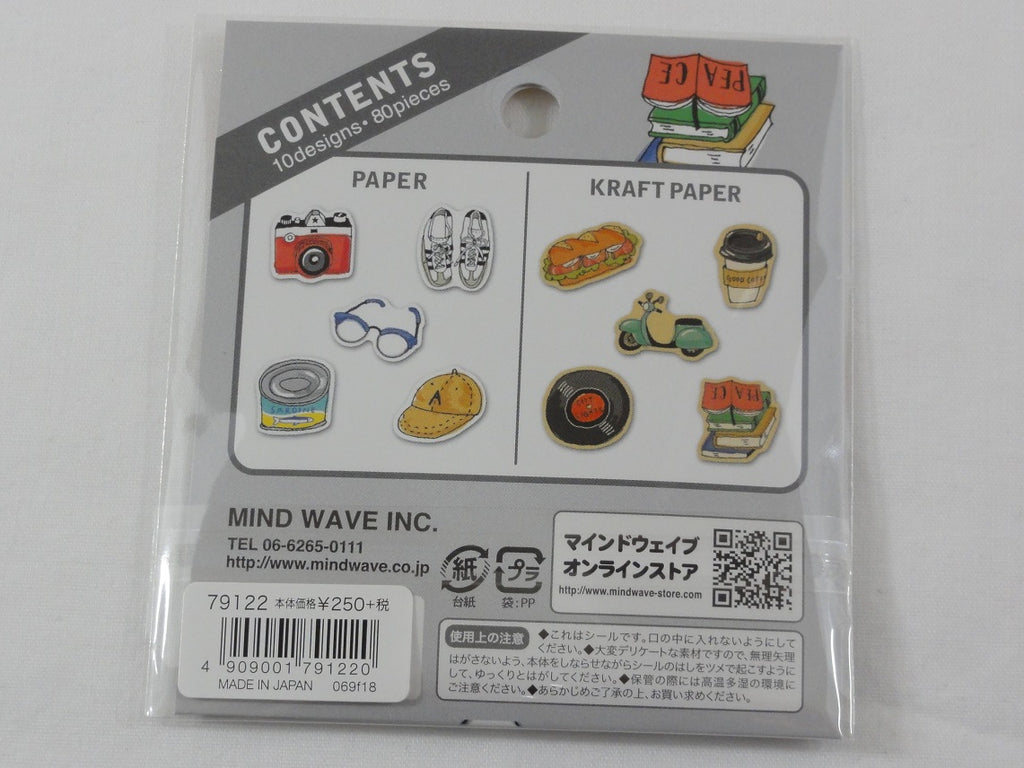 CONTENTS
10designs・80pieces
PEACE
PAPER
KRAFT PAPER
GOOD
SARDINE
A
PEACE
MIND WAVE INC.
TEL 06-6265-0111
http://www.mindwave.co.jp
紙
台紙
プラ
袋:PP
マインドウェイブ
オンラインストア
http://www.mindwave-store.com
79122 本体価格¥250+税
4 909001 791220
MADE IN JAPAN 069f18
使用上の注意 ◆これはシールです。口の中に入れないようにして
ください。◆大変デリケートな素材ですので、無理矢理
はがさないよう、本体をしならせながらシールのはしをツメで起こすように
して、ゆっくりとはがしてください。◆保管の際には高温多湿の環境に
ご注意ください。◆あらかじめご了承の上、お買い求めください。